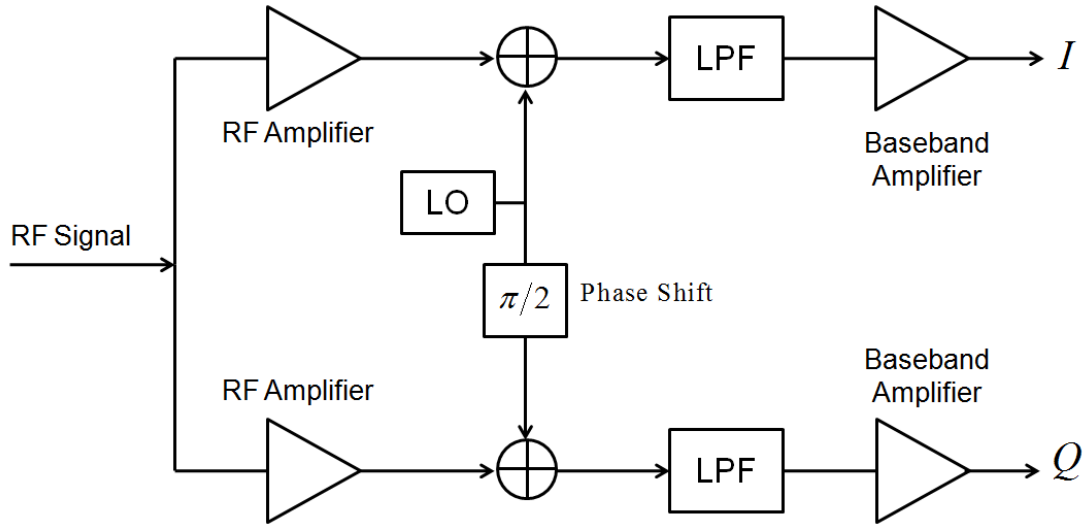 RF Amplifier
LPF
I
Baseband
Amplifier
LO
RF Signal
π/2
Phase Shift
RF Amplifier
Baseband
Amplifier
LPF
Q